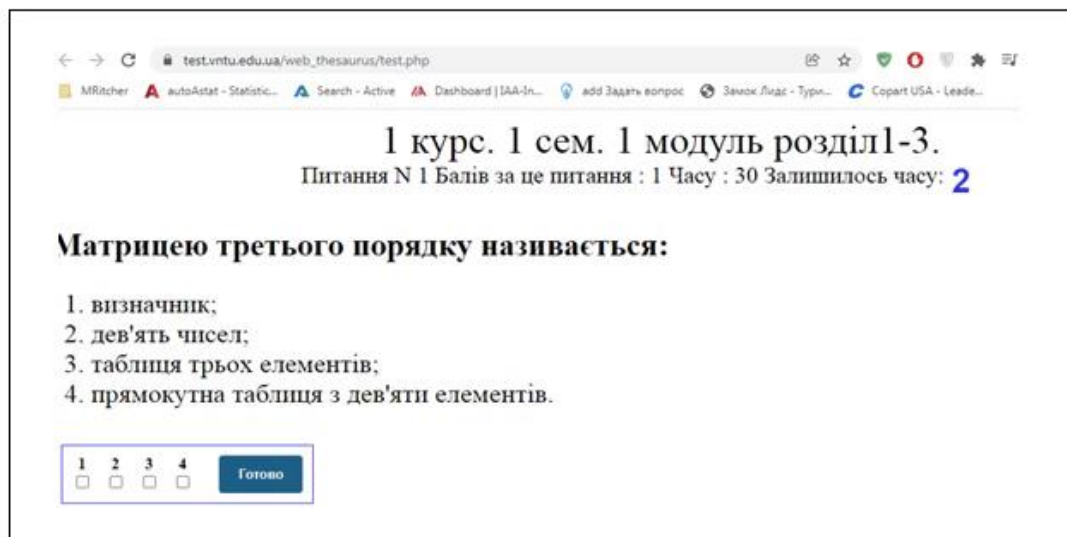 test.vntu.edu.ua/web_thesaurus/test.php
MRitcher autoAstat - Statistic... Search - Active Dashboard | IAA-In... add Задать вопрос Замок Лидс - Тури... Copart USA - Leade...
1 курс. 1 сем. 1 модуль розділ1-3.
Питання N 1 Балів за це питання : 1 Часу : 30 Залишилось часу: 2
Матрицею третього порядку називається:
1. визначник;
2. дев'ять чисел;
3. таблиця трьох елементів;
4. прямокутна таблиця з дев'яти елементів.
1 2 3 4 Готово